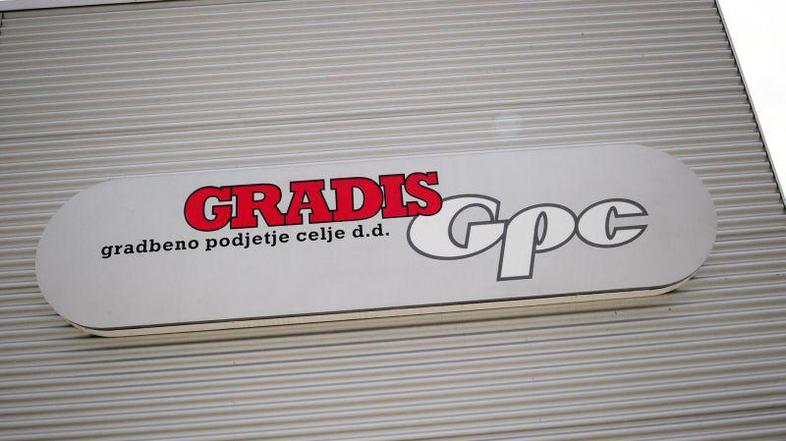 GRADIS
gradbeno podjetje celje d.d.
Gpc